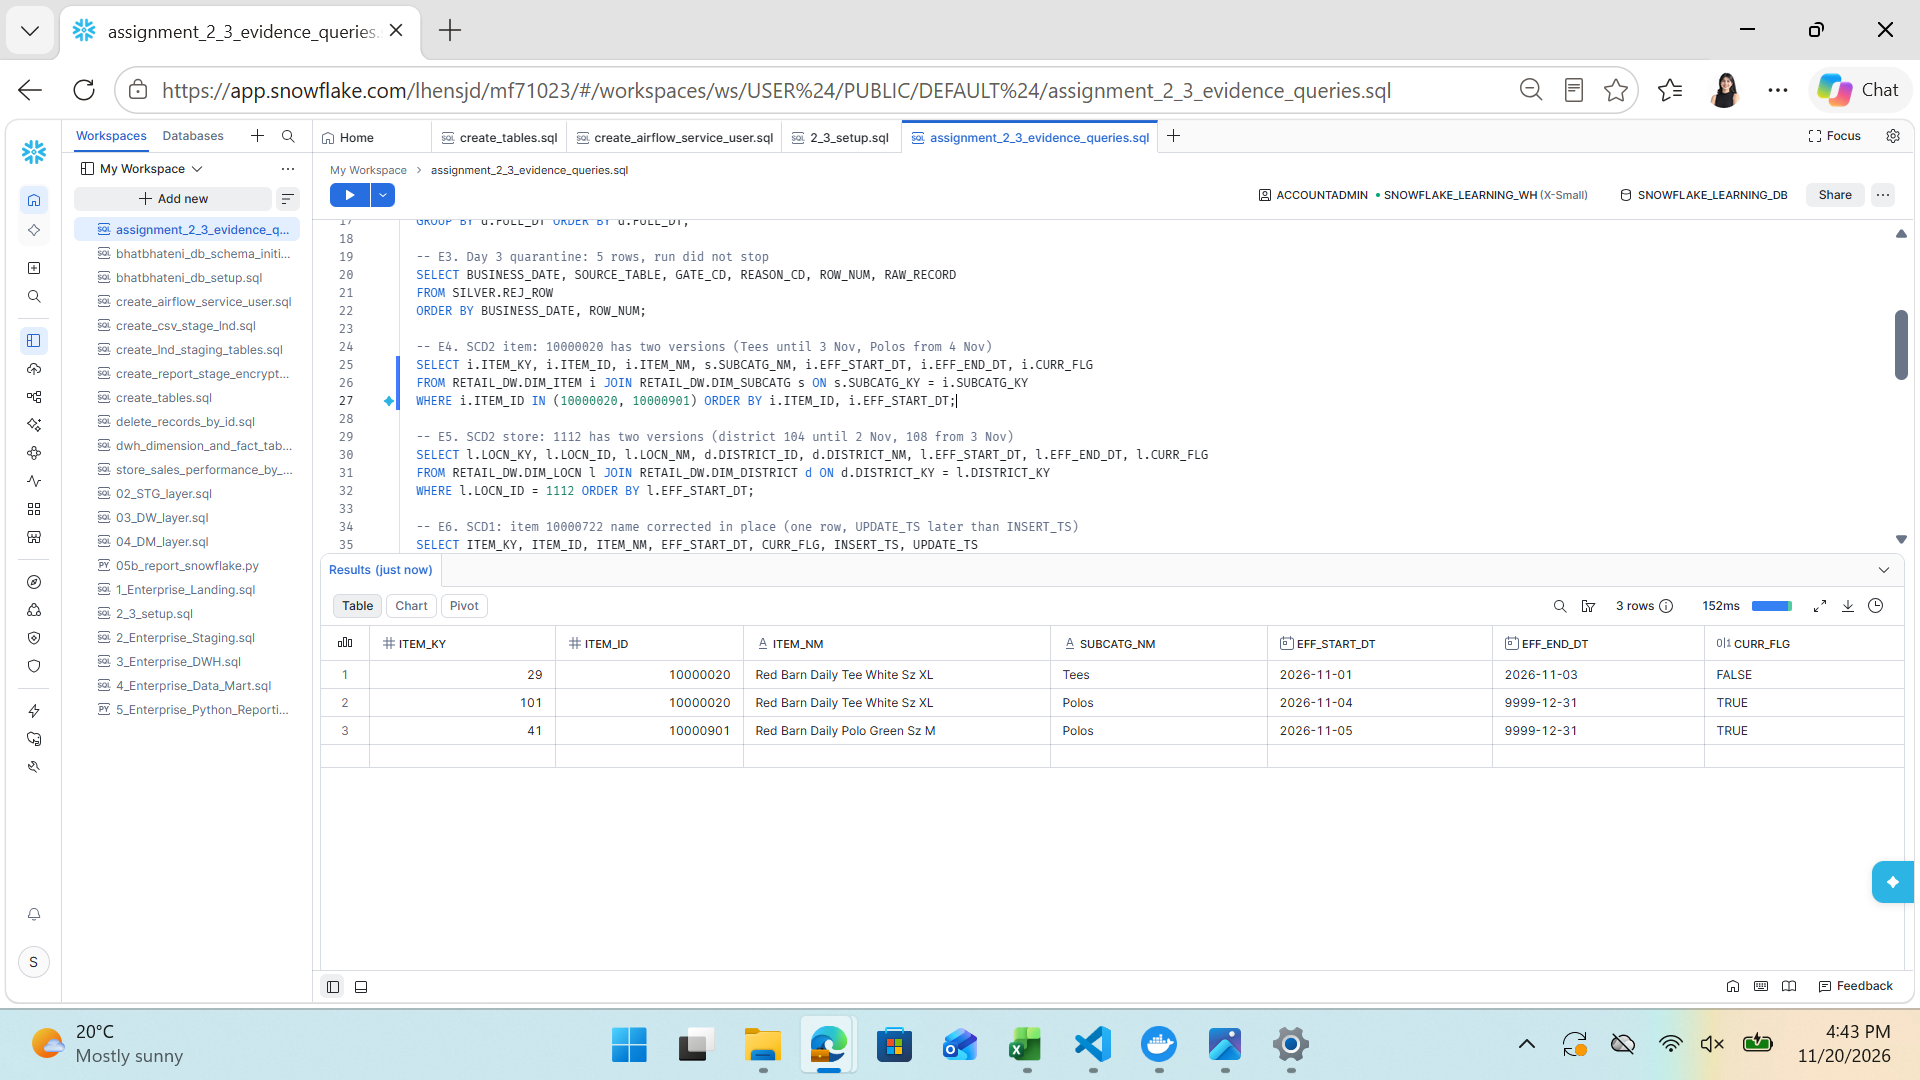 assignment_2_3_evidence_queries.
https://app.snowflake.com/lhensjd/mf71023/#/workspaces/ws/USER%24/PUBLIC/DEFAULT%24/assignment_2_3_evidence_queries.sql
Chat
Workspaces
Databases
Home
create_tables.sql
create_airflow_service_user.sql
2_3_setup.sql
assignment_2_3_evidence_queries.sql
Focus
My Workspace
My Workspace > assignment_2_3_evidence_queries.sql
Add new
ACCOUNTADMIN
SNOWFLAKE_LEARNING_WH (X-Small)
SNOWFLAKE_LEARNING_DB
Share
assignment_2_3_evidence_q...
bhatbhateni_db_schema_initi...
bhatbhateni_db_setup.sql
create_airflow_service_user.sql
create_csv_stage_lnd.sql
create_lnd_staging_tables.sql
create_report_stage_encrypt...
create_tables.sql
delete_records_by_id.sql
dwh_dimension_and_fact_tab...
store_sales_performance_by_...
02_STG_layer.sql
03_DW_layer.sql
04_DM_layer.sql
05b_report_snowflake.py
1_Enterprise_Landing.sql
2_3_setup.sql
2_Enterprise_Staging.sql
3_Enterprise_DWH.sql
4_Enterprise_Data_Mart.sql
5_Enterprise_Python_Reporti...
S
17 GROUP BY d.FULL_DT ORDER BY d.FULL_DT;
18
19 -- E3. Day 3 quarantine: 5 rows, run did not stop
20 SELECT BUSINESS_DATE, SOURCE_TABLE, GATE_CD, REASON_CD, ROW_NUM, RAW_RECORD
21 FROM SILVER.REJ_ROW
22 ORDER BY BUSINESS_DATE, ROW_NUM;
23
24 -- E4. SCD2 item: 10000020 has two versions (Tees until 3 Nov, Polos from 4 Nov)
25 SELECT i.ITEM_KY, i.ITEM_ID, i.ITEM_NM, s.SUBCATG_NM, i.EFF_START_DT, i.EFF_END_DT, i.CURR_FLG
26 FROM RETAIL_DW.DIM_ITEM i JOIN RETAIL_DW.DIM_SUBCATG s ON s.SUBCATG_KY = i.SUBCATG_KY
27 WHERE i.ITEM_ID IN (10000020, 10000901) ORDER BY i.ITEM_ID, i.EFF_START_DT;
28
29 -- E5. SCD2 store: 1112 has two versions (district 104 until 2 Nov, 108 from 3 Nov)
30 SELECT l.LOCN_KY, l.LOCN_ID, l.LOCN_NM, d.DISTRICT_ID, d.DISTRICT_NM, l.EFF_START_DT, l.EFF_END_DT, l.CURR_FLG
31 FROM RETAIL_DW.DIM_LOCN l JOIN RETAIL_DW.DIM_DISTRICT d ON d.DISTRICT_KY = l.DISTRICT_KY
32 WHERE l.LOCN_ID = 1112 ORDER BY l.EFF_START_DT;
33
34 -- E6. SCD1: item 10000722 name corrected in place (one row, UPDATE_TS later than INSERT_TS)
35 SELECT ITEM_KY, ITEM_ID, ITEM_NM, EFF_START_DT, CURR_FLG, INSERT_TS, UPDATE_TS
Results (just now)
Table Chart Pivot
3 rows 152ms
ITEM_KY ITEM_ID ITEM_NM SUBCATG_NM EFF_START_DT EFF_END_DT CURR_FLG
1 29 10000020 Red Barn Daily Tee White Sz XL Tees 2026-11-01 2026-11-03 FALSE
2 101 10000020 Red Barn Daily Tee White Sz XL Polos 2026-11-04 9999-12-31 TRUE
3 41 10000901 Red Barn Daily Polo Green Sz M Polos 2026-11-05 9999-12-31 TRUE
Feedback
20°C
Mostly sunny
4:43 PM
11/20/2026